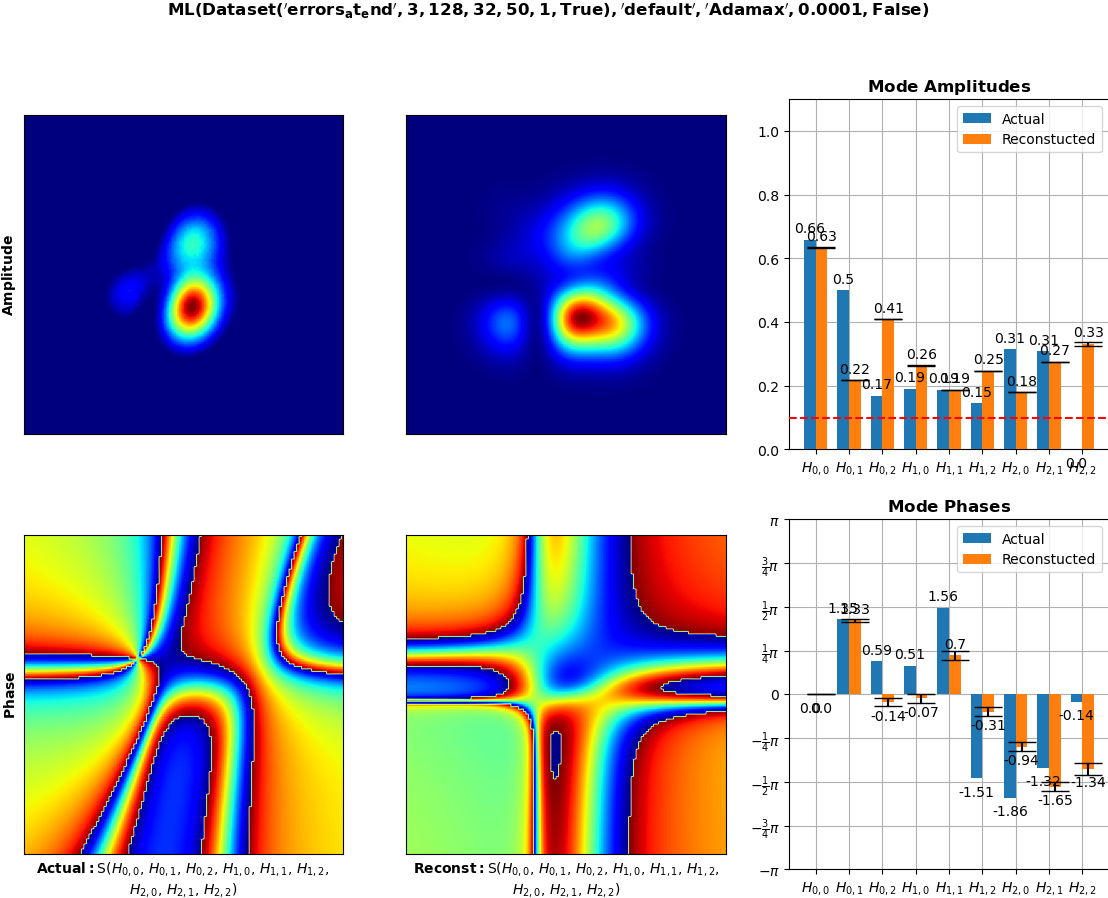 ML(Dataset('errors_at_end', 3, 128, 32, 50, 1, True), 'default', 'Adamax', 0.0001, False)
Amplitude
Mode Amplitudes
Actual
Reconstucted
1.0
0.8
0.6
0.4
0.2
0.0
0.66
0.63
0.5
0.22
0.17
0.41
0.19
0.26
0.19
0.19
0.15
0.25
0.31
0.18
0.31
0.27
0.0
0.33
H0,0 H0,1 H0,2 H1,0 H1,1 H1,2 H2,0 H2,1 H2,2
Phase
Actual: S(H0,0, H0,1, H0,2, H1,0, H1,1, H1,2,
H2,0, H2,1, H2,2)
Reconst: S(H0,0, H0,1, H0,2, H1,0, H1,1, H1,2,
H2,0, H2,1, H2,2)
Mode Phases
Actual
Reconstucted
π
3/4π
1/2π
1/4π
0
−1/4π
−1/2π
−3/4π
−π
0.0
0.0
1.35
1.33
0.59
-0.14
0.51
-0.07
1.56
0.7
-1.51
-0.31
-1.86
-0.94
-1.32
-1.65
-0.14
-1.34
H0,0 H0,1 H0,2 H1,0 H1,1 H1,2 H2,0 H2,1 H2,2